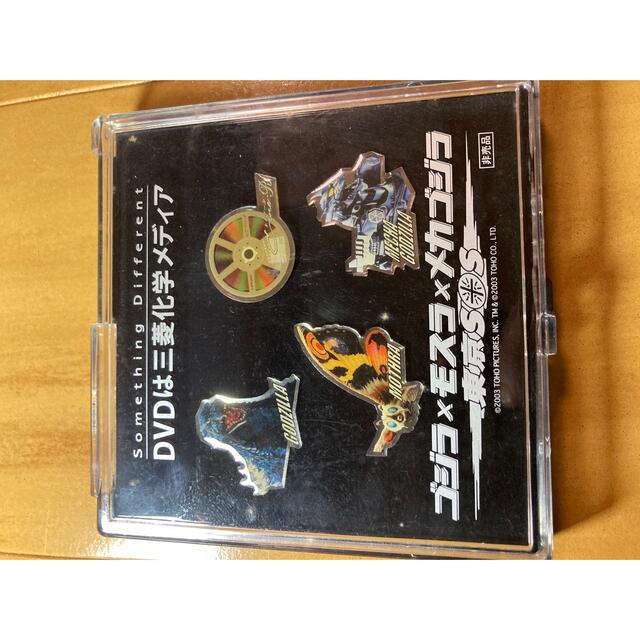 Something Different
DVDは三菱化学メディア
MECHA
GODZILLA
GODZILLA
MOTHRA
ゴジラ×モスラ×メカゴジラ
東京SOS
非売品
©2003 TOHO PICTURES, INC. TM & ©2003 TOHO CO., LTD.